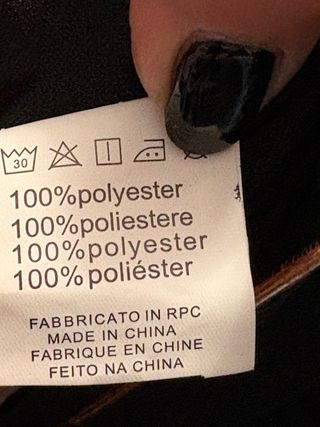 30
100%polyester
100%poliestere
100%polyester
100%poliéster
FABBRICATO IN RPC
MADE IN CHINA
FABRIQUE EN CHINE
FEITO NA CHINA